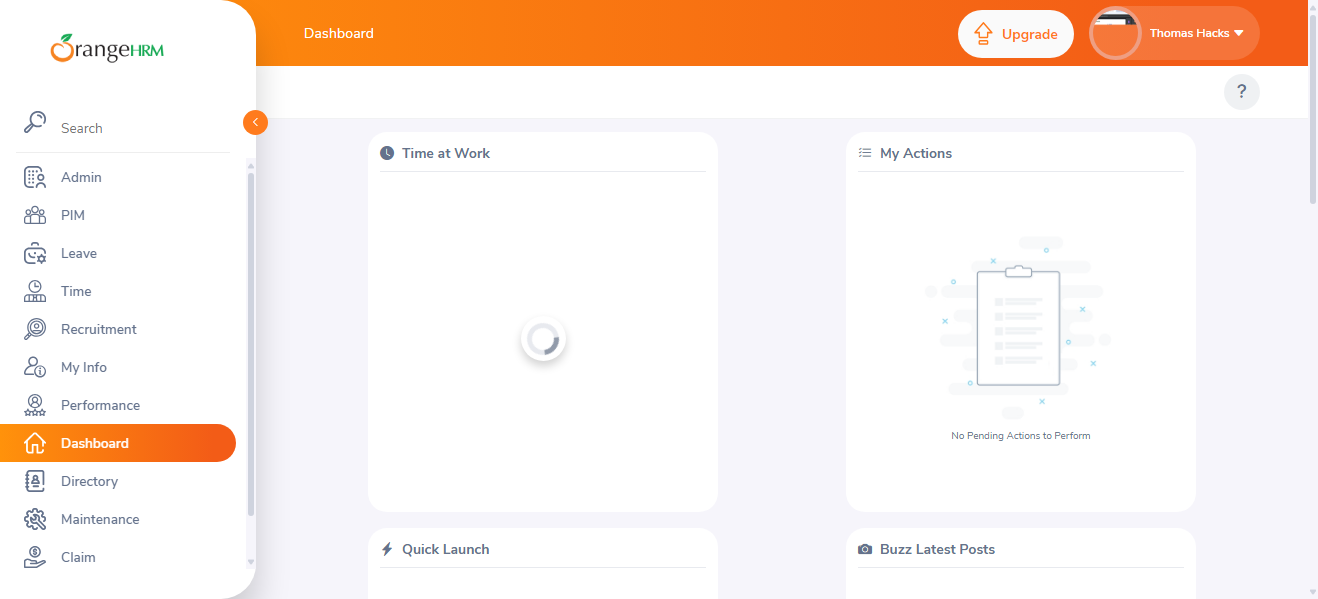 OrangeHRM
Dashboard
Upgrade
Thomas Hacks
?
Search
Admin
PIM
Leave
Time
Recruitment
My Info
Performance
Dashboard
Directory
Maintenance
Claim
Time at Work
My Actions
No Pending Actions to Perform
Quick Launch
Buzz Latest Posts